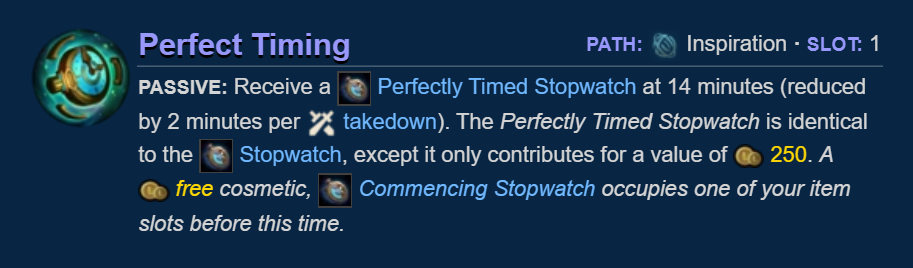 Perfect Timing PATH: Inspiration · SLOT: 1
PASSIVE: Receive a Perfectly Timed Stopwatch at 14 minutes (reduced
by 2 minutes per takedown). The Perfectly Timed Stopwatch is identical
to the Stopwatch, except it only contributes for a value of 250. A
free cosmetic, Commencing Stopwatch occupies one of your item
slots before this time.